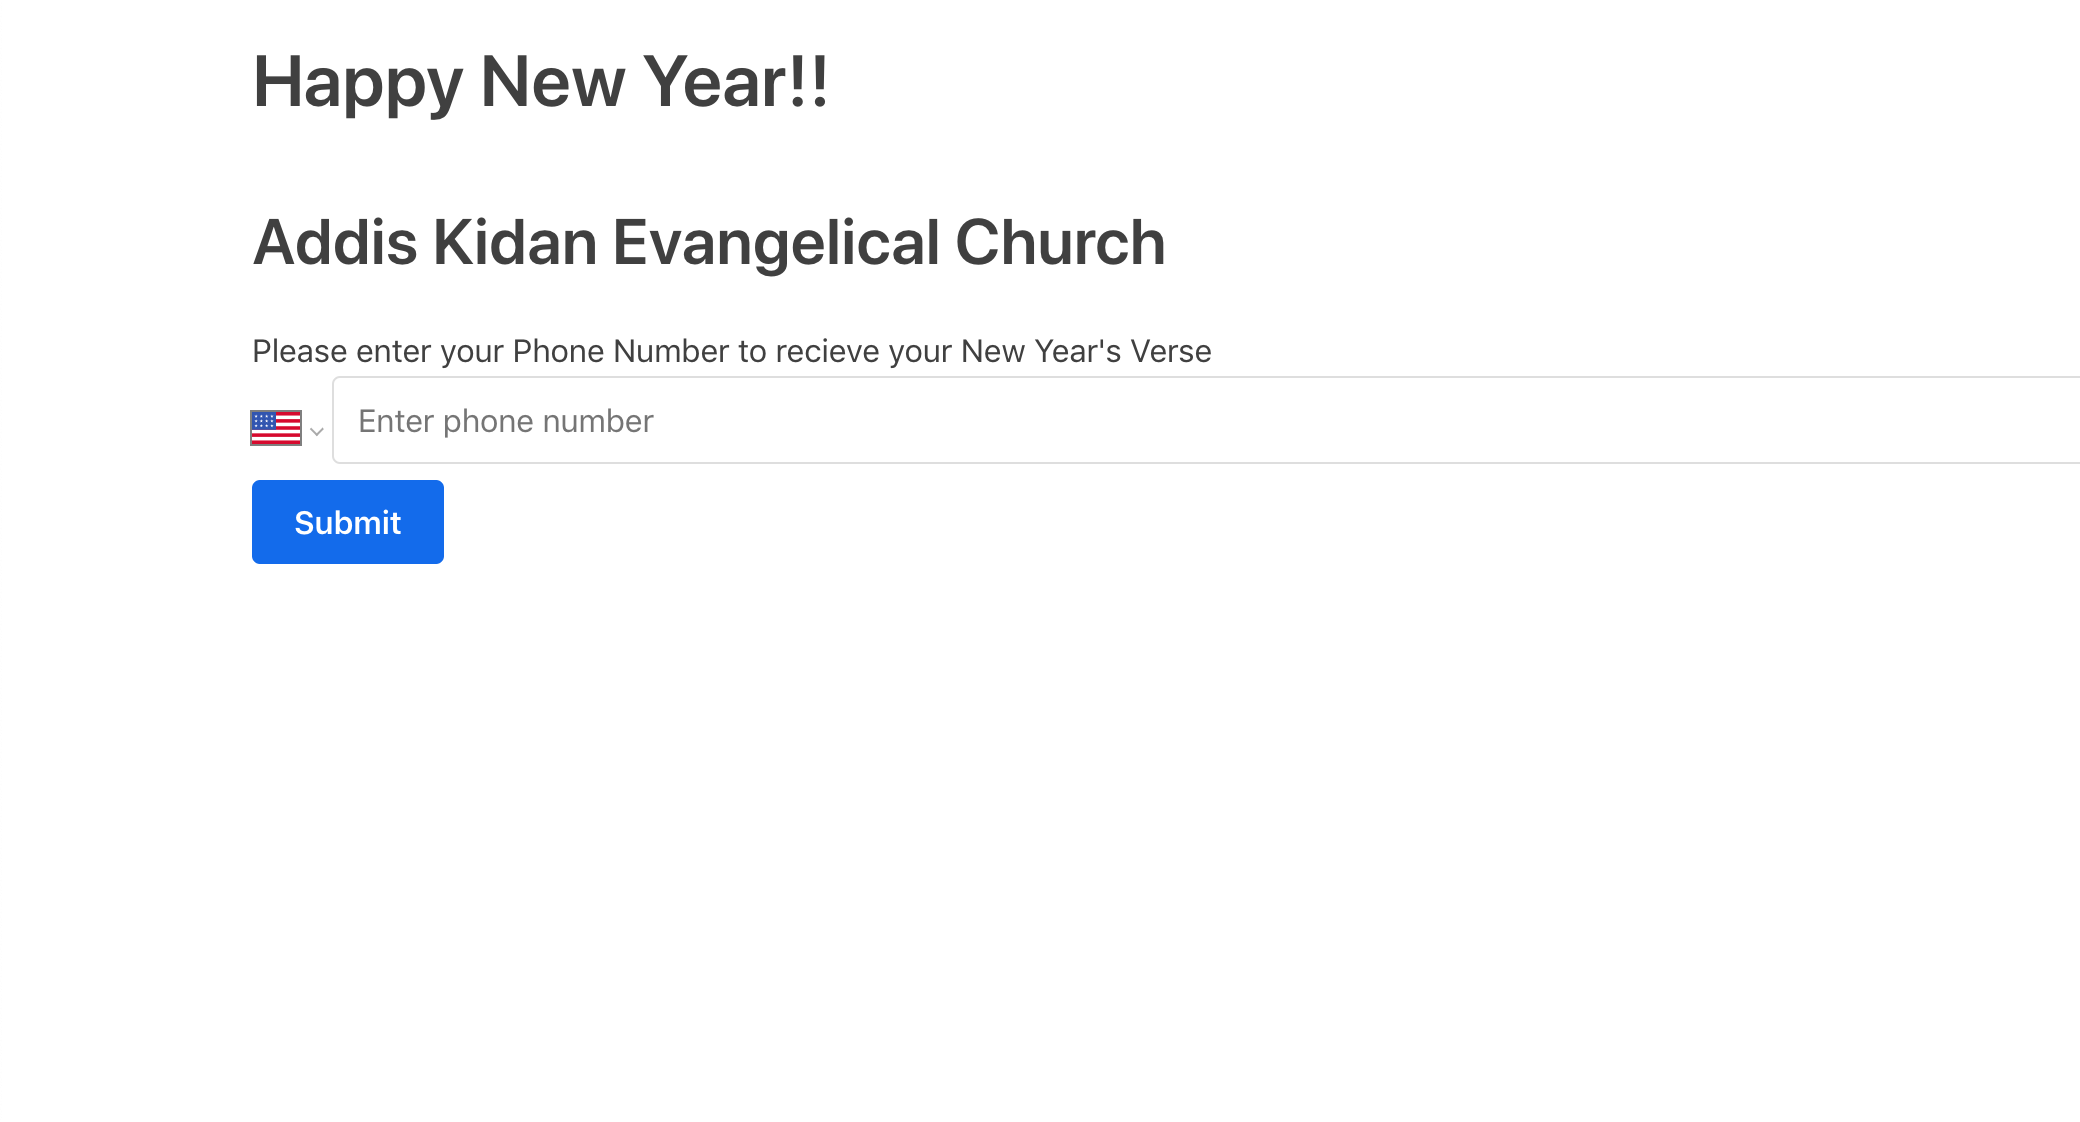 Happy New Year!!
Addis Kidan Evangelical Church
Please enter your Phone Number to recieve your New Year's Verse
Enter phone number
Submit